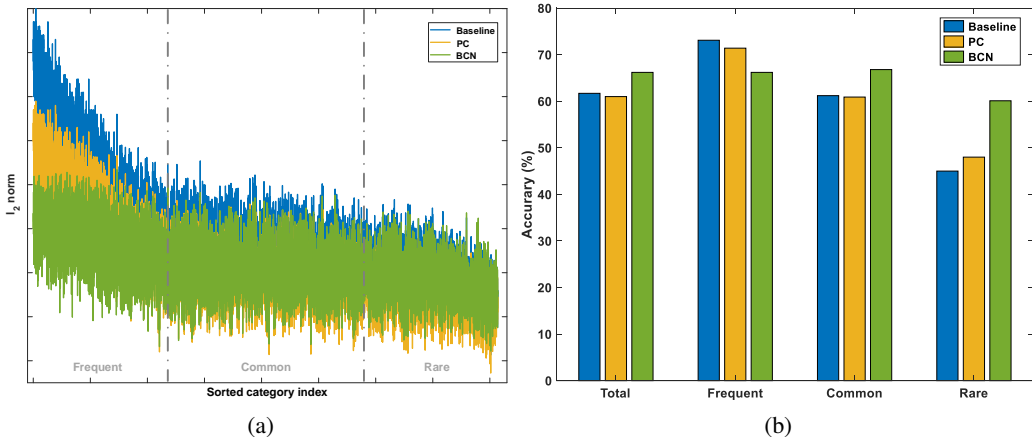 Baseline
PC
BCN
l2 norm
Frequent
Common
Rare
Sorted category index
(a)
80
70
60
50
40
30
20
10
0
Accurary (%)
Baseline
PC
BCN
Total
Frequent
Common
Rare
(b)